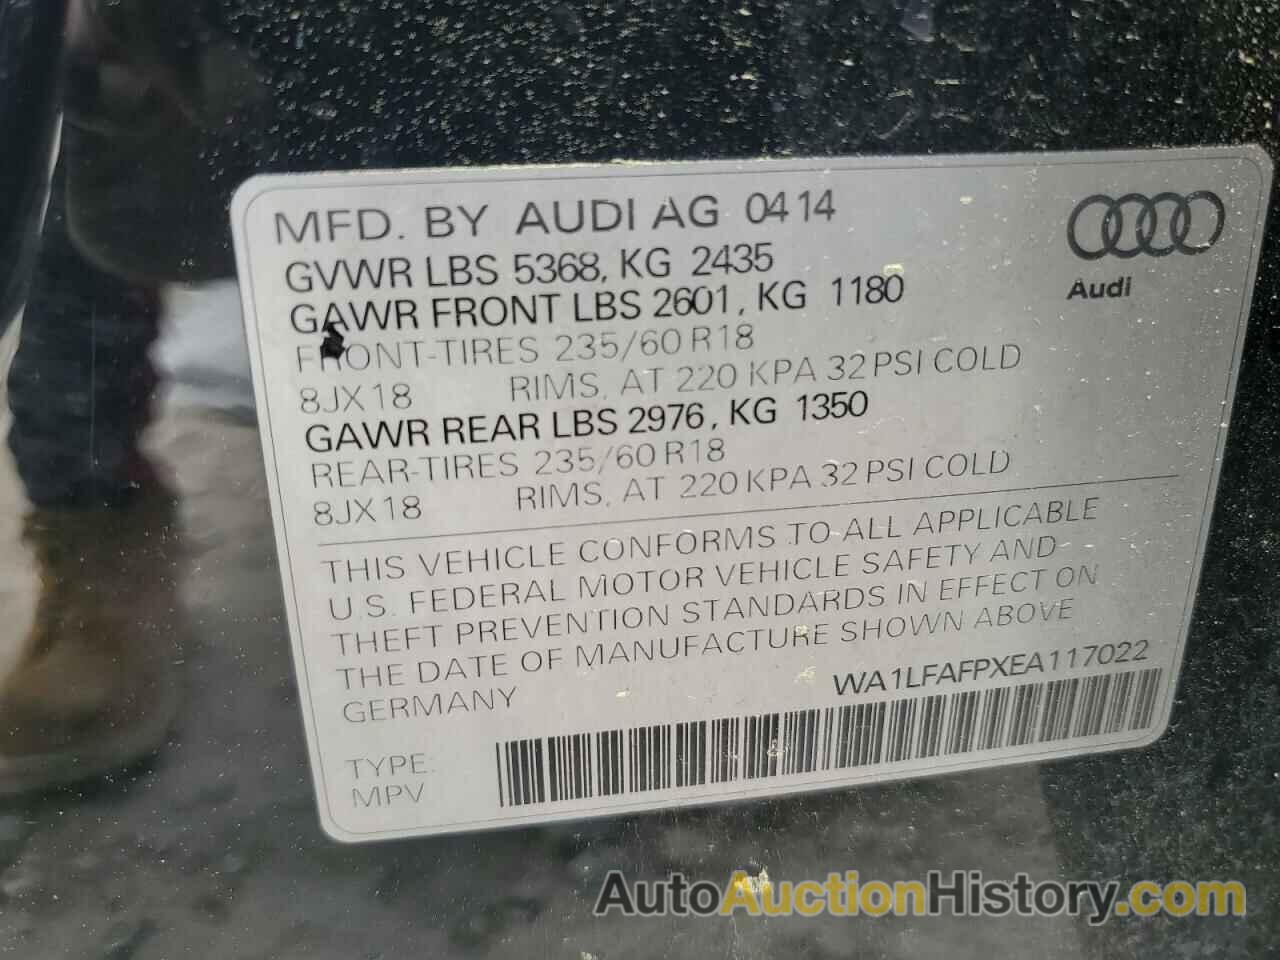 MFD. BY AUDI AG 0414
GVWR LBS 5368, KG 2435
GAWR FRONT LBS 2601, KG 1180
FRONT-TIRES 235/60 R18
8JX18 RIMS, AT 220 KPA 32 PSI COLD
GAWR REAR LBS 2976, KG 1350
REAR-TIRES 235/60 R18
8JX18 RIMS, AT 220 KPA 32 PSI COLD
Audi
THIS VEHICLE CONFORMS TO ALL APPLICABLE
U.S. FEDERAL MOTOR VEHICLE SAFETY AND
THEFT PREVENTION STANDARDS IN EFFECT ON
THE DATE OF MANUFACTURE SHOWN ABOVE
GERMANY
WA1LFAFPXEA117022
TYPE:
MPV
AutoAuctionHistory.com